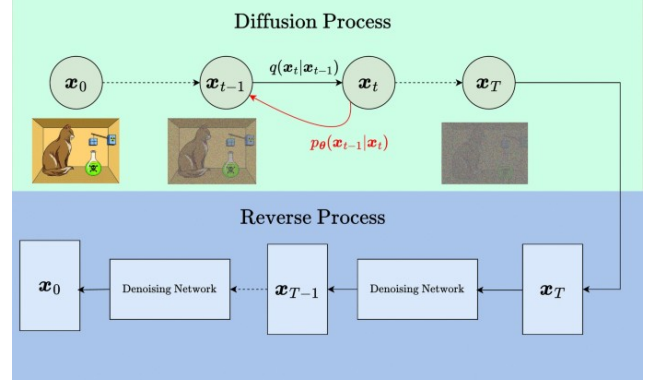 Diffusion Process
q(x_t|x_{t-1})
x_0
x_{t-1}
x_t
x_T
p_θ(x_{t-1}|x_t)
Reverse Process
x_0
Denoising Network
x_{T-1}
Denoising Network
x_T